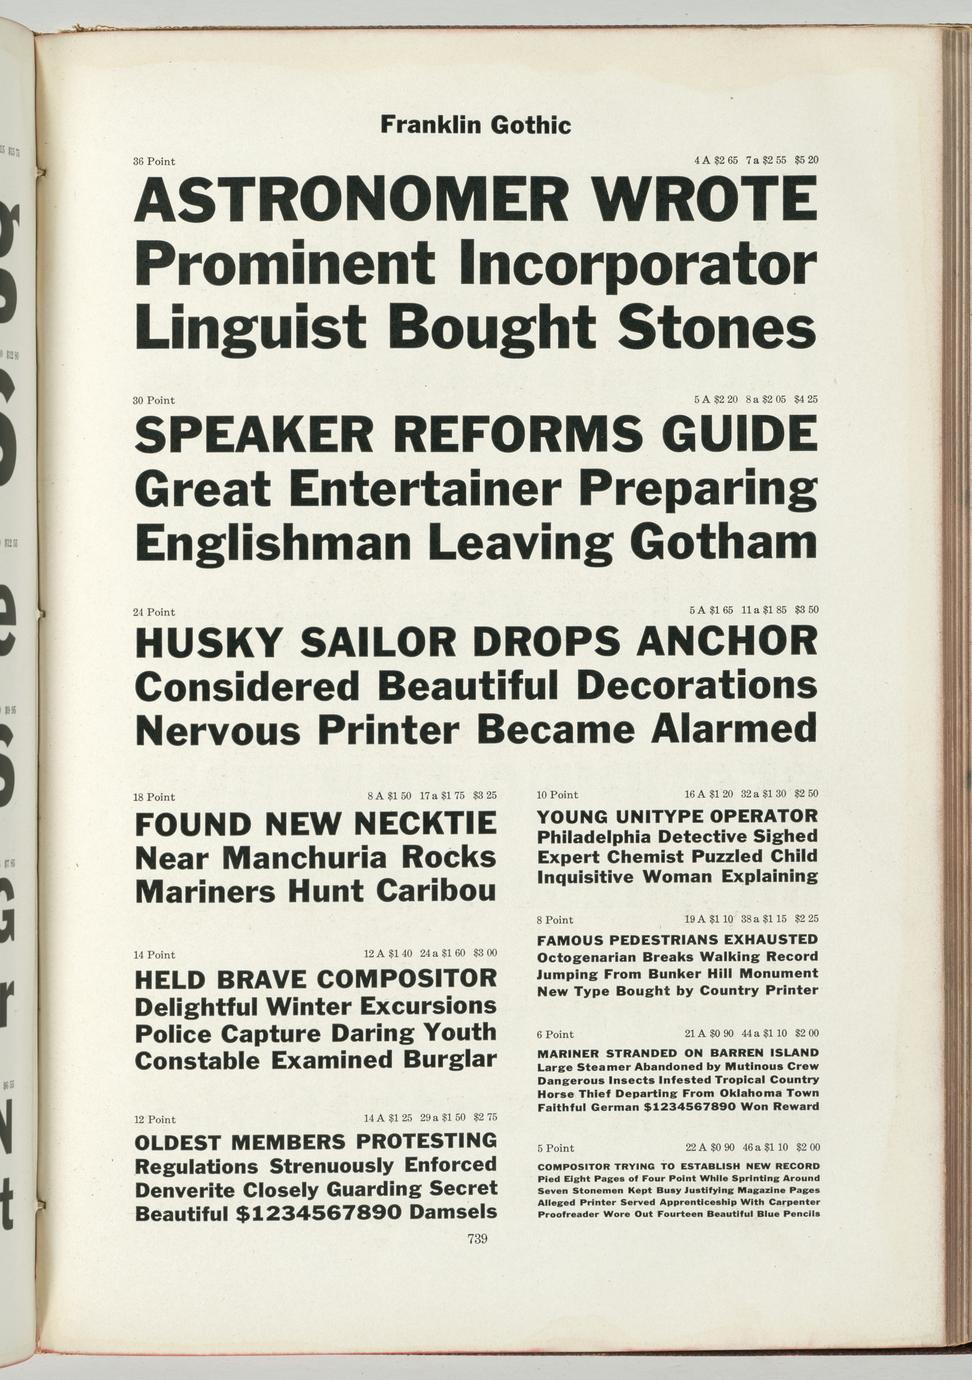 Franklin Gothic
36 Point 4 A $2 65 7 a $2 55 $5 20
ASTRONOMER WROTE
Prominent Incorporator
Linguist Bought Stones
30 Point 5 A $2 20 8 a $2 05 $4 25
SPEAKER REFORMS GUIDE
Great Entertainer Preparing
Englishman Leaving Gotham
24 Point 5 A $1 65 11 a $1 85 $3 50
HUSKY SAILOR DROPS ANCHOR
Considered Beautiful Decorations
Nervous Printer Became Alarmed
18 Point 8 A $1 50 17 a $1 75 $3 25
FOUND NEW NECKTIE
Near Manchuria Rocks
Mariners Hunt Caribou
14 Point 12 A $1 40 24 a $1 60 $3 00
HELD BRAVE COMPOSITOR
Delightful Winter Excursions
Police Capture Daring Youth
Constable Examined Burglar
12 Point 14 A $1 25 29 a $1 50 $2 75
OLDEST MEMBERS PROTESTING
Regulations Strenuously Enforced
Denverite Closely Guarding Secret
Beautiful $1234567890 Damsels
10 Point 16 A $1 20 32 a $1 30 $2 50
YOUNG UNITYPE OPERATOR
Philadelphia Detective Sighed
Expert Chemist Puzzled Child
Inquisitive Woman Explaining
8 Point 19 A $1 10 38 a $1 15 $2 25
FAMOUS PEDESTRIANS EXHAUSTED
Octogenarian Breaks Walking Record
Jumping From Bunker Hill Monument
New Type Bought by Country Printer
6 Point 21 A $0 90 44 a $1 10 $2 00
MARINER STRANDED ON BARREN ISLAND
Large Steamer Abandoned by Mutinous Crew
Dangerous Insects Infested Tropical Country
Horse Thief Departing From Oklahoma Town
Faithful German $1234567890 Won Reward
5 Point 22 A $0 90 46 a $1 10 $2 00
COMPOSITOR TRYING TO ESTABLISH NEW RECORD
Pied Eight Pages of Four Point While Sprinting Around
Seven Stonemen Kept Busy Justifying Magazine Pages
Alleged Printer Served Apprenticeship With Carpenter
Proofreader Wore Out Fourteen Beautiful Blue Pencils
739